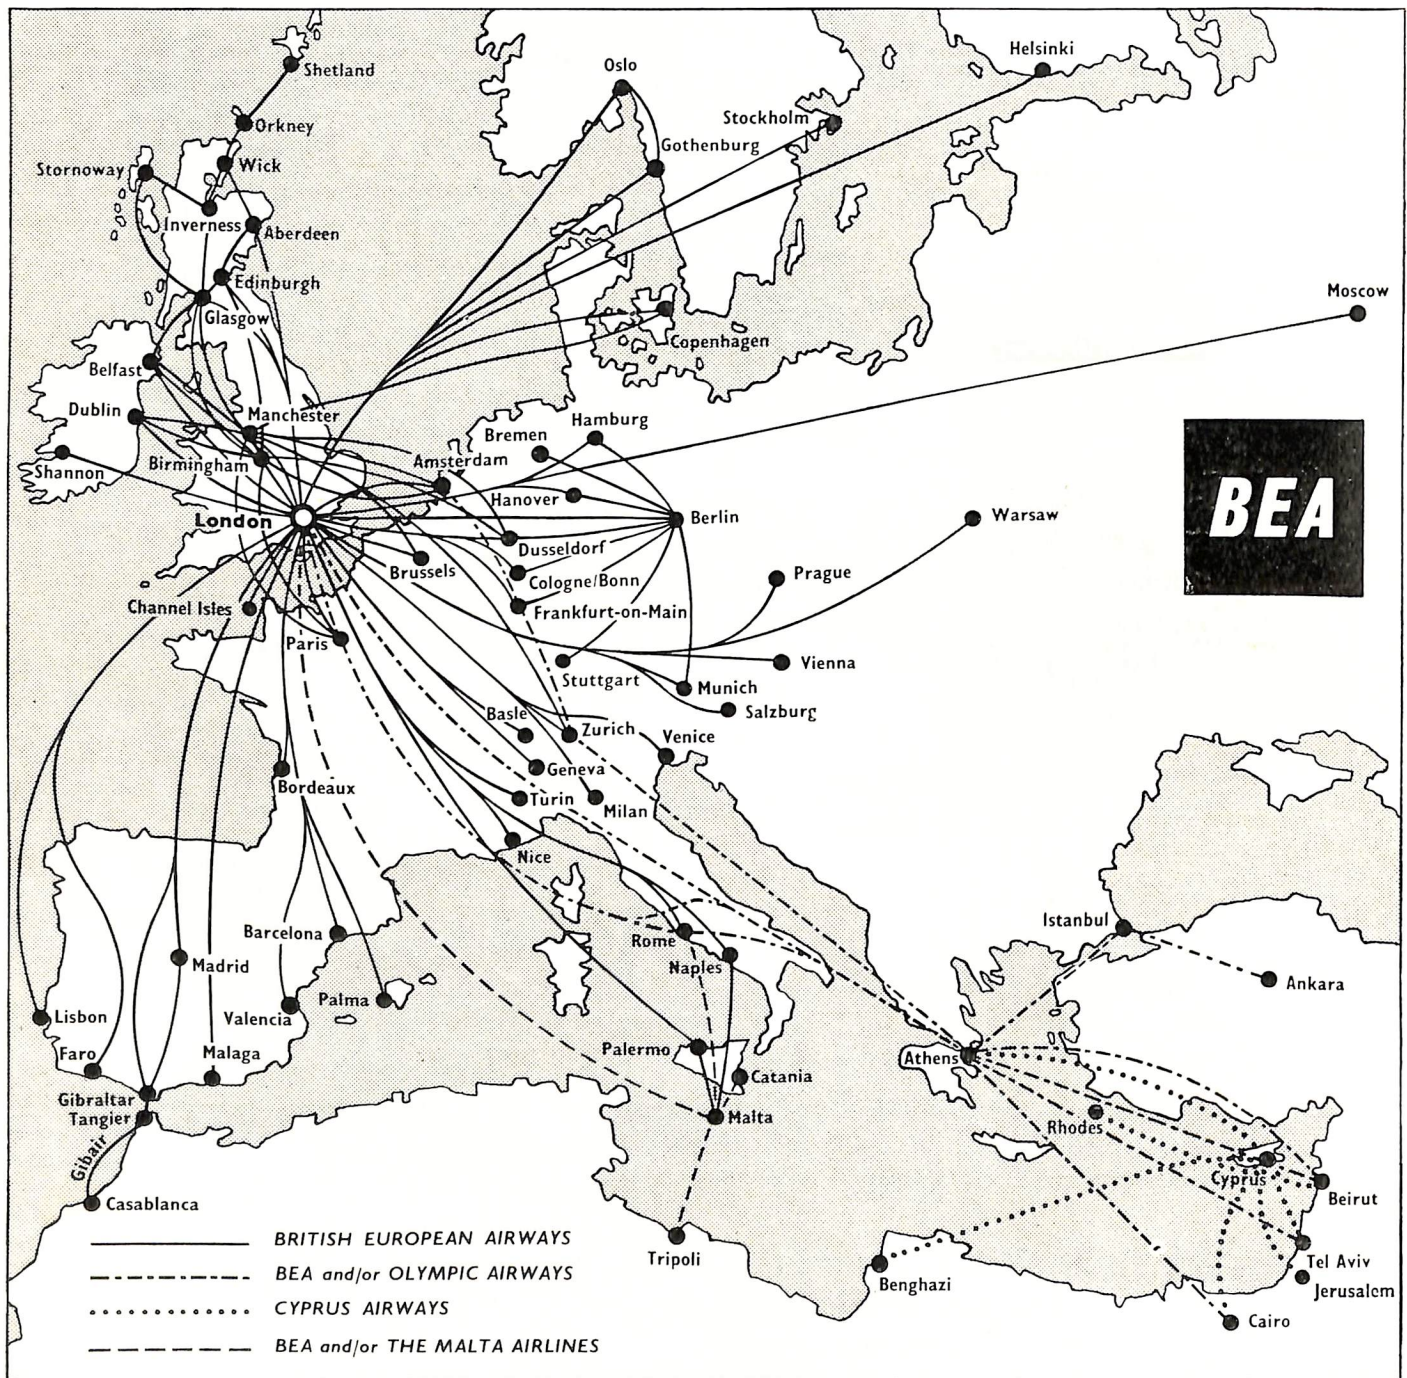 Helsinki
Oslo
Shetland
Stockholm
Orkney
Gothenburg
Wick
Stornoway
Inverness
Aberdeen
Edinburgh
Moscow
Glasgow
Copenhagen
Belfast
Dublin
Manchester
Hamburg
Bremen
Amsterdam
Birmingham
Shannon
Hanover
BEA
London
Berlin
Warsaw
Dusseldorf
Brussels
Prague
Cologne/Bonn
Channel Isles
Frankfurt-on-Main
Paris
Vienna
Stuttgart
Munich
Salzburg
Basle
Zurich
Venice
Geneva
Bordeaux
Turin
Milan
Nice
Istanbul
Barcelona
Rome
Madrid
Naples
Ankara
Palma
Lisbon
Valencia
Faro
Malaga
Palermo
Athens
Catania
Gibraltar
Tangier
Malta
Rhodes
Gibair
Cyprus
Beirut
Casablanca
BRITISH EUROPEAN AIRWAYS
Tripoli
Tel Aviv
BEA and/or OLYMPIC AIRWAYS
Benghazi
Jerusalem
CYPRUS AIRWAYS
Cairo
BEA and/or THE MALTA AIRLINES